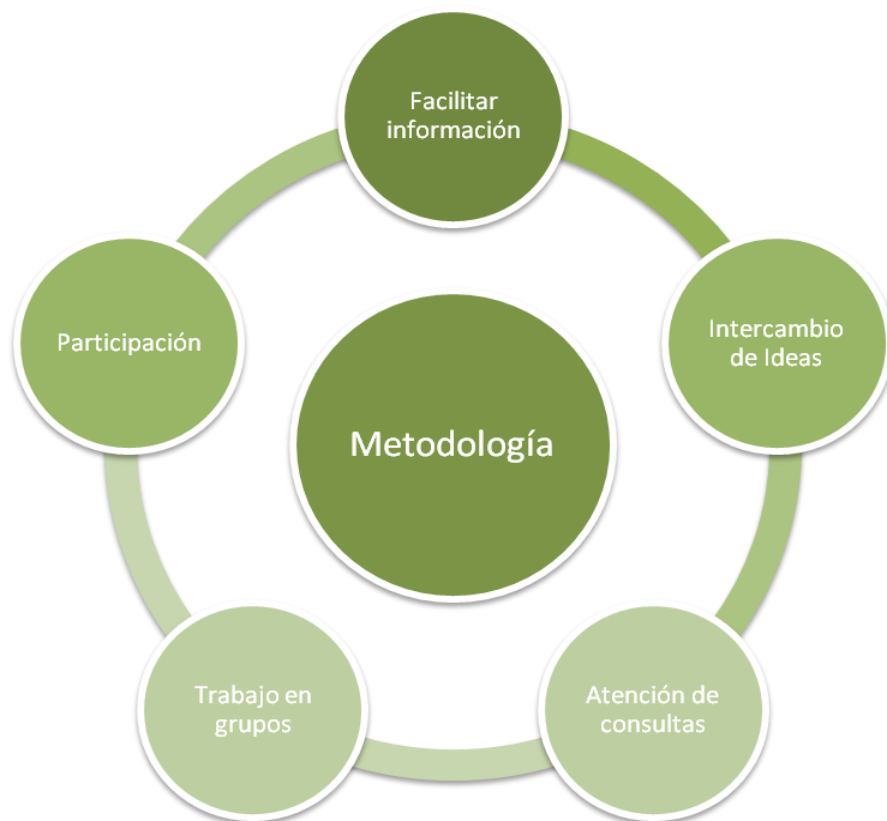 Facilitar
información
Intercambio
de Ideas
Participación
Metodología
Trabajo en
grupos
Atención de
consultas